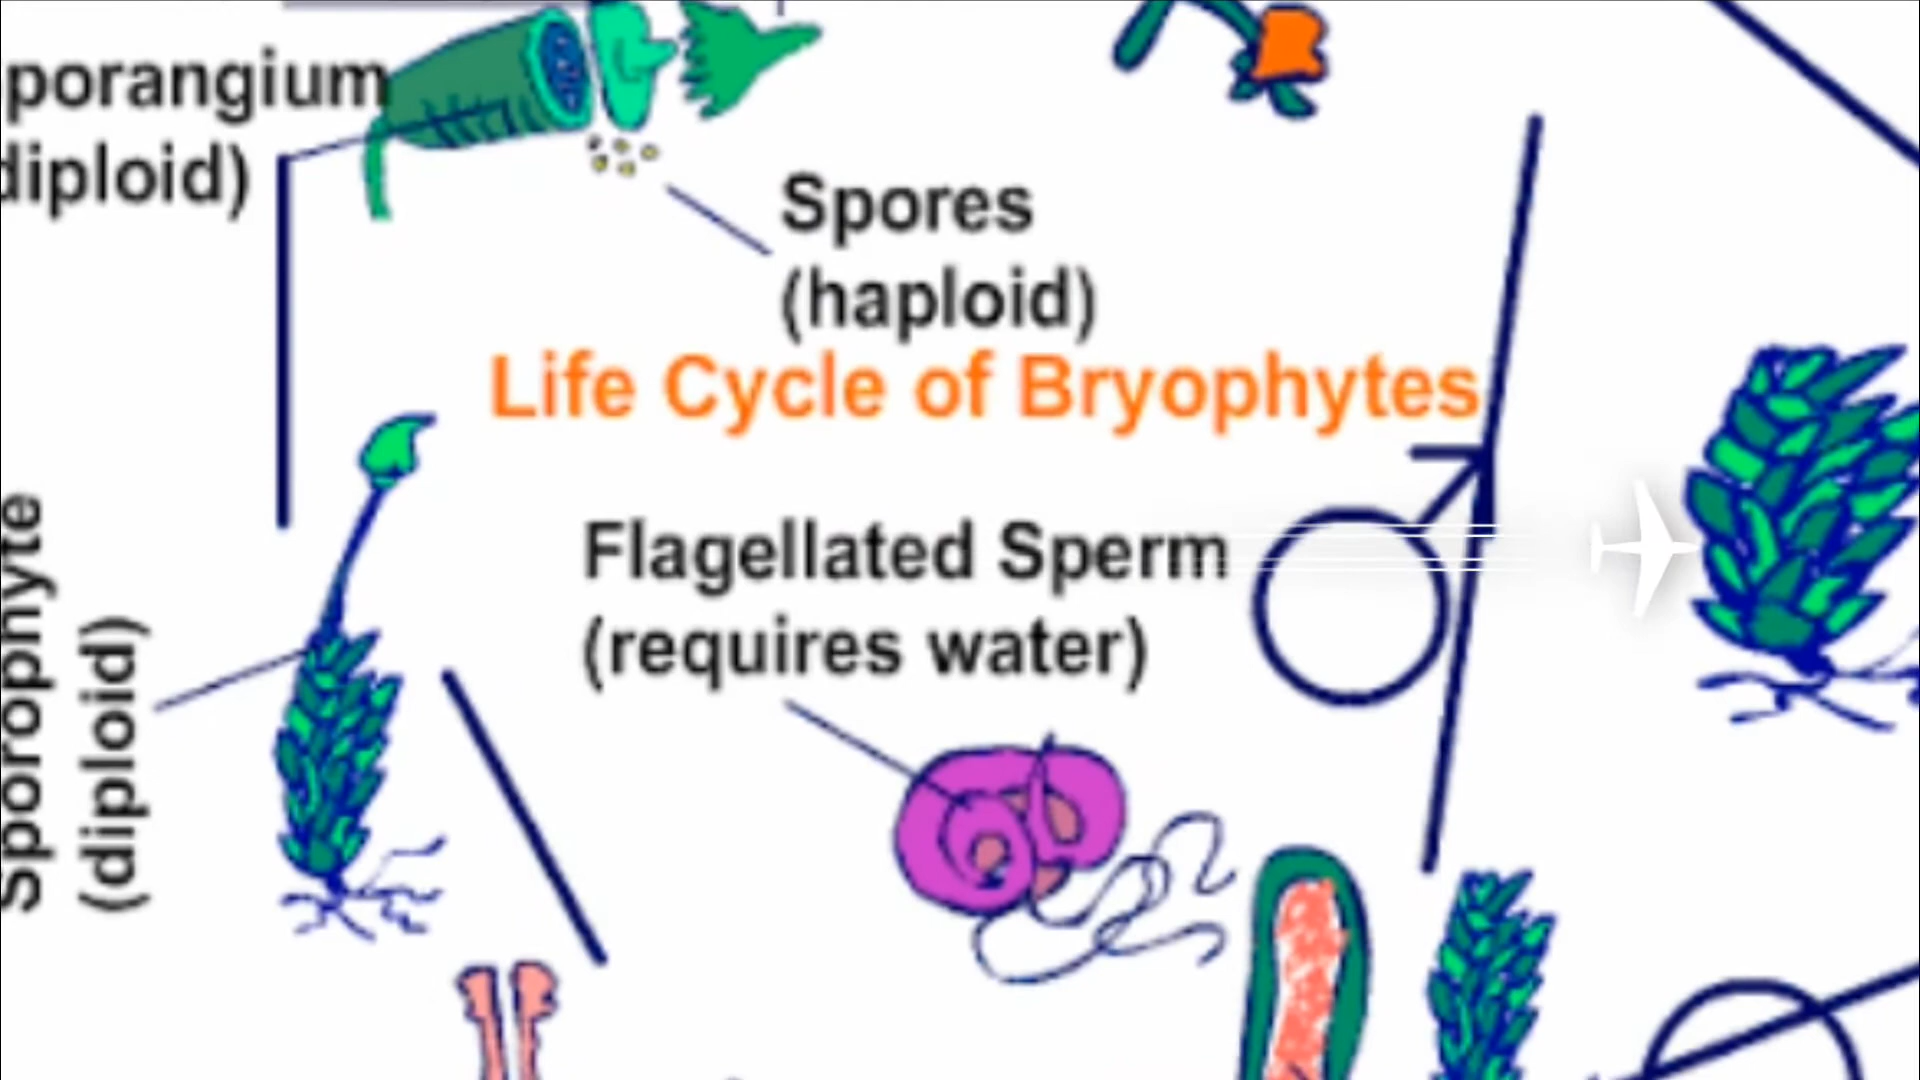 porangium
diploid)
Spores
(haploid)
Life Cycle of Bryophytes
Flagellated Sperm
(requires water)
Sporophyte
(diploid)